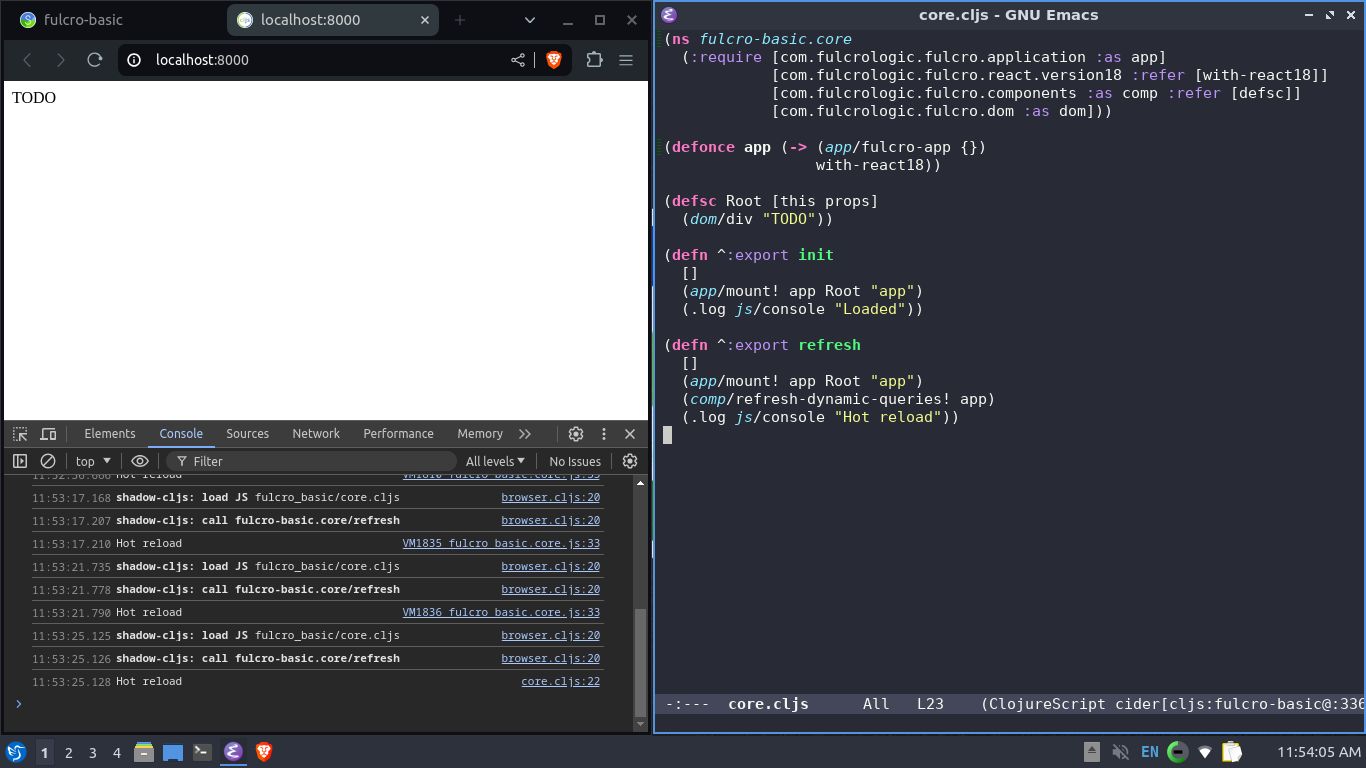 fulcro-basic
localhost:8000
localhost:8000
TODO
Elements Console Sources Network Performance Memory
top Filter All levels No Issues
11:53:17.168 shadow-cljs: load JS fulcro_basic/core.cljs browser.cljs:20
11:53:17.207 shadow-cljs: call fulcro-basic.core/refresh browser.cljs:20
11:53:17.210 Hot reload VM1835 fulcro_basic.core.js:33
11:53:21.735 shadow-cljs: load JS fulcro_basic/core.cljs browser.cljs:20
11:53:21.778 shadow-cljs: call fulcro-basic.core/refresh browser.cljs:20
11:53:21.790 Hot reload VM1836 fulcro_basic.core.js:33
11:53:25.125 shadow-cljs: load JS fulcro_basic/core.cljs browser.cljs:20
11:53:25.126 shadow-cljs: call fulcro-basic.core/refresh browser.cljs:20
11:53:25.128 Hot reload core.cljs:22
core.cljs - GNU Emacs
(ns fulcro-basic.core
  (:require [com.fulcrologic.fulcro.application :as app]
            [com.fulcrologic.fulcro.react.version18 :refer [with-react18]]
            [com.fulcrologic.fulcro.components :as comp :refer [defsc]]
            [com.fulcrologic.fulcro.dom :as dom]))
(defonce app (-> (app/fulcro-app {})
                 with-react18))
(defsc Root [this props]
  (dom/div "TODO"))
(defn ^:export init
  []
  (app/mount! app Root "app")
  (.log js/console "Loaded"))
(defn ^:export refresh
  []
  (app/mount! app Root "app")
  (comp/refresh-dynamic-queries! app)
  (.log js/console "Hot reload"))
-:--- core.cljs All L23 (ClojureScript cider[cljs:fulcro-basic@:336
1 2 3 4 EN 11:54:05 AM